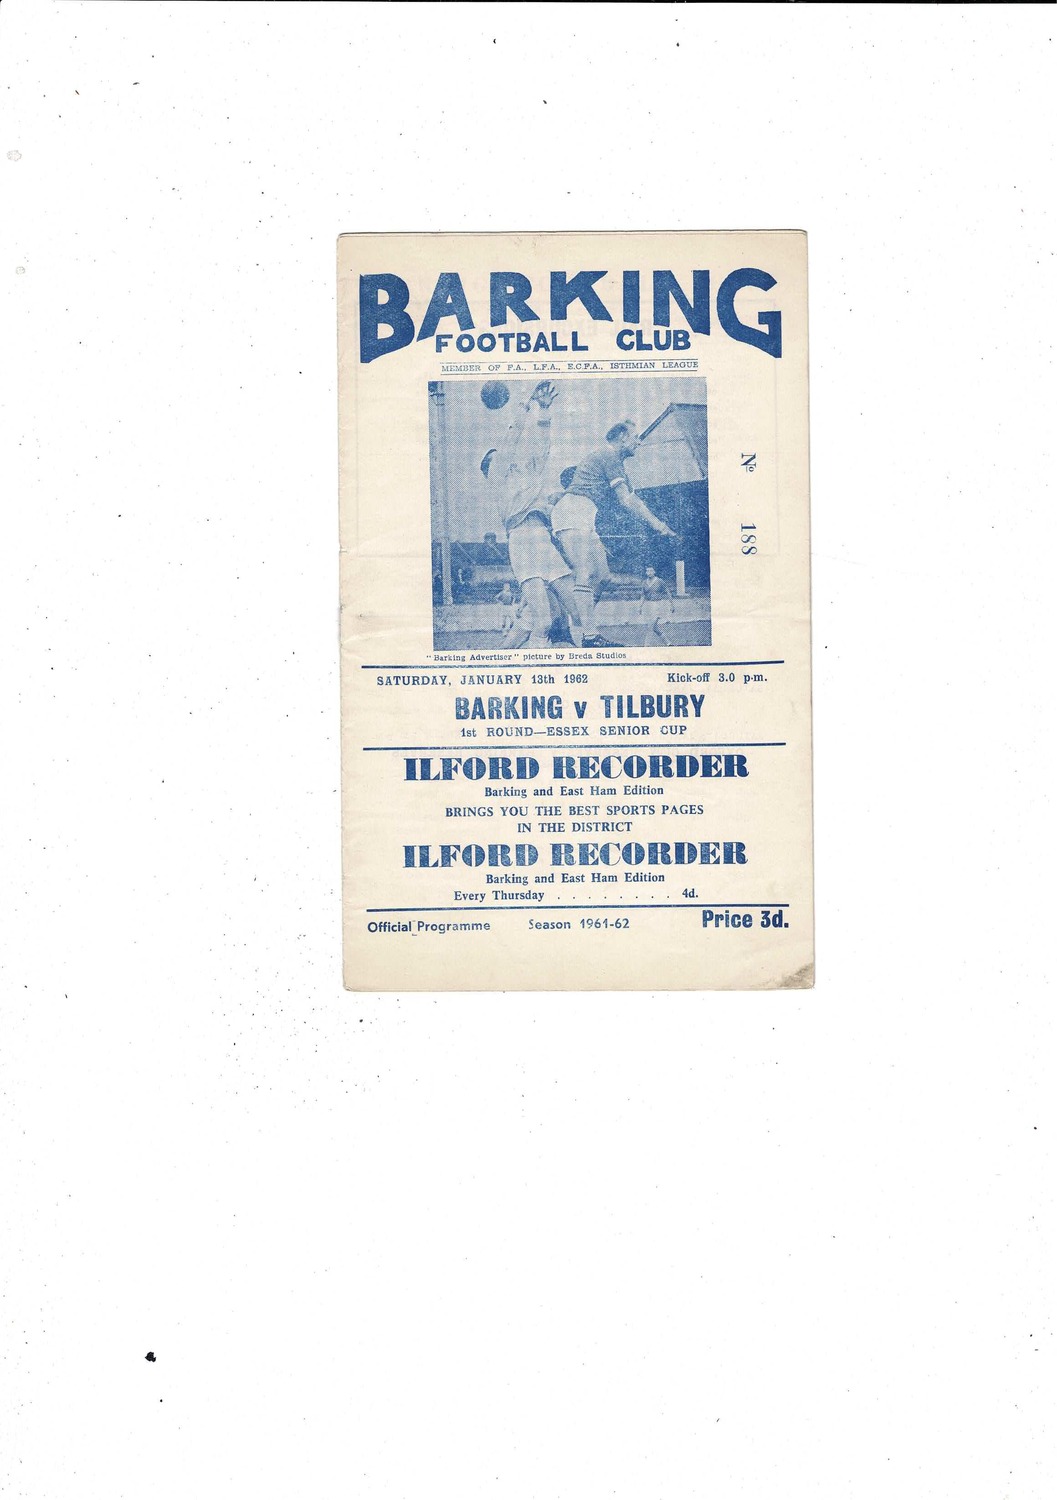 BARKING
FOOTBALL CLUB
MEMBER OF F.A., L.F.A., E.C.F.A., ISTHMIAN LEAGUE
Nº 188
" Barking Advertiser " picture by Breda Studios
SATURDAY, JANUARY 13th 1962 Kick-off 3.0 p.m.
BARKING v TILBURY
1st ROUND—ESSEX SENIOR CUP
ILFORD RECORDER
Barking and East Ham Edition
BRINGS YOU THE BEST SPORTS PAGES
IN THE DISTRICT
ILFORD RECORDER
Barking and East Ham Edition
Every Thursday . . . . . . . . 4d.
Official Programme Season 1961-62 Price 3d.